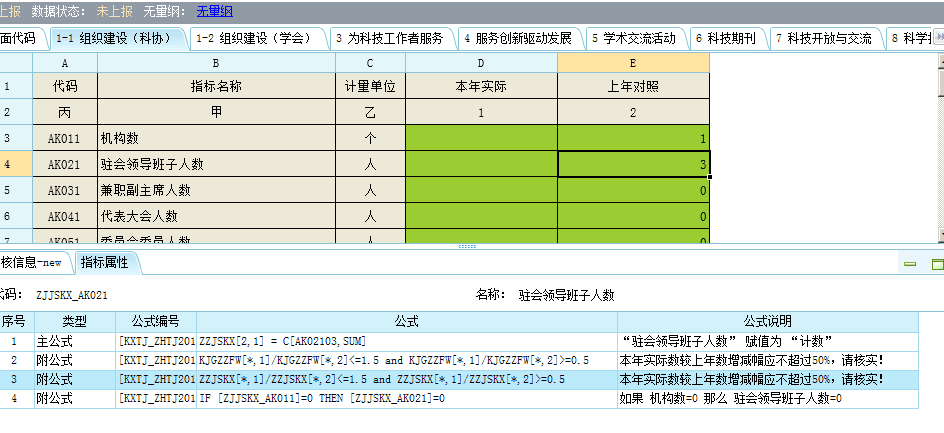 上报 数据状态： 未上报 无量纲： 无量纲
面代码 1-1 组织建设（科协） 1-2 组织建设（学会） 3 为科技工作者服务 4 服务创新驱动发展 5 学术交流活动 6 科技期刊 7 科技开放与交流 8 科学
A B C D E
1 代码 指标名称 计量单位 本年实际 上年对照
2 丙 甲 乙 1 2
3 AK011 机构数 个 1
4 AK021 驻会领导班子人数 人 3
5 AK031 兼职副主席人数 人 0
6 AK041 代表大会人数 人 0
7 AK051 委员会委员人数 人 0
核信息-new 指标属性
代码： ZJJSKX_AK021 名称： 驻会领导班子人数
序号 类型 公式编号 公式 公式说明
1 主公式 [KXTJ_ZHTJ201 ZZJSKX[2,1] = C[AK02103,SUM] “驻会领导班子人数” 赋值为 “计数”
2 附公式 [KXTJ_ZHTJ201 KJGZZFW[*,1]/KJGZZFW[*,2]<=1.5 and KJGZZFW[*,1]/KJGZZFW[*,2]>=0.5 本年实际数较上年数增减幅应不超过50%，请核实！
3 附公式 [KXTJ_ZHTJ201 ZZJSKX[*,1]/ZZJSKX[*,2]<=1.5 and ZZJSKX[*,1]/ZZJSKX[*,2]>=0.5 本年实际数较上年数增减幅应不超过50%，请核实！
4 附公式 [KXTJ_ZHTJ201 IF [ZZJSKX_AK011]=0 THEN [ZZJSKX_AK021]=0 如果 机构数=0 那么 驻会领导班子人数=0